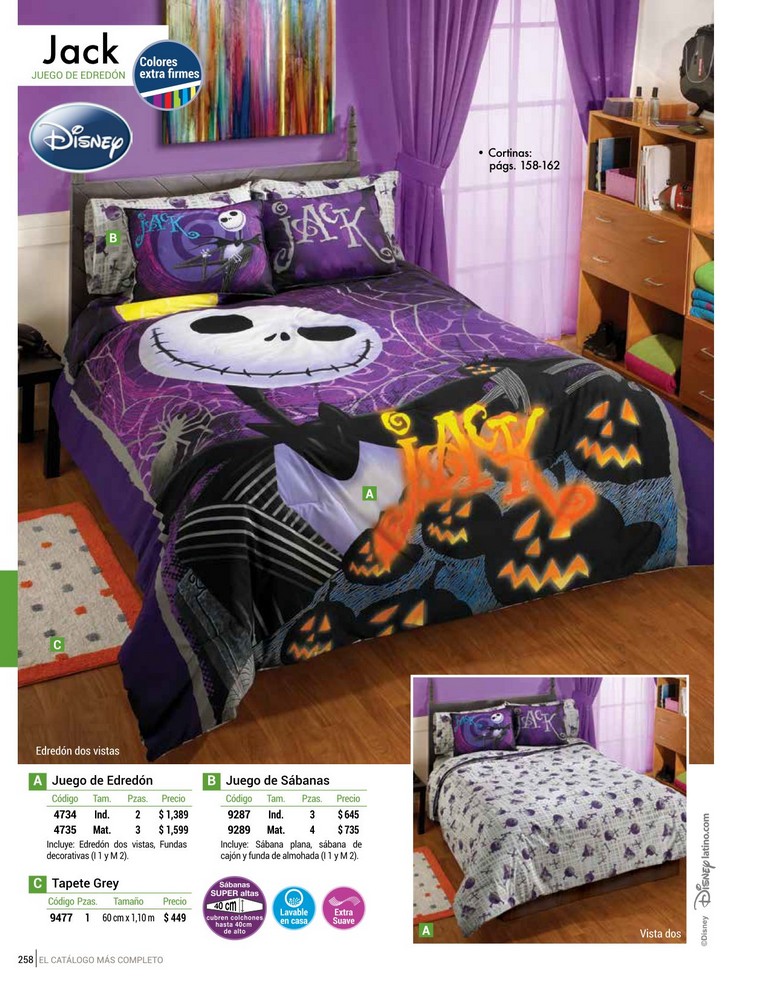 Jack
JUEGO DE EDREDÓN
Colores
extra firmes
Disney
• Cortinas:
págs. 158-162
B
JACK
JACK
JACK
A
C
Edredón dos vistas
A Juego de Edredón
Código Tam. Pzas. Precio
4734 Ind. 2 $ 1,389
4735 Mat. 3 $ 1,599
Incluye: Edredón dos vistas, Fundas
decorativas (I 1 y M 2).
B Juego de Sábanas
Código Tam. Pzas. Precio
9287 Ind. 3 $ 645
9289 Mat. 4 $ 735
Incluye: Sábana plana, sábana de
cajón y funda de almohada (I 1 y M 2).
C Tapete Grey
Código Pzas. Tamaño Precio
9477 1 60 cm x 1,10 m $ 449
Sábanas
SUPER altas
40 cm
cubren colchones
hasta 40cm
de alto
Lavable
en casa
Extra
Suave
JACK
JACK
A
Vista dos
©Disney Disneylatino.com
258 EL CATÁLOGO MÁS COMPLETO